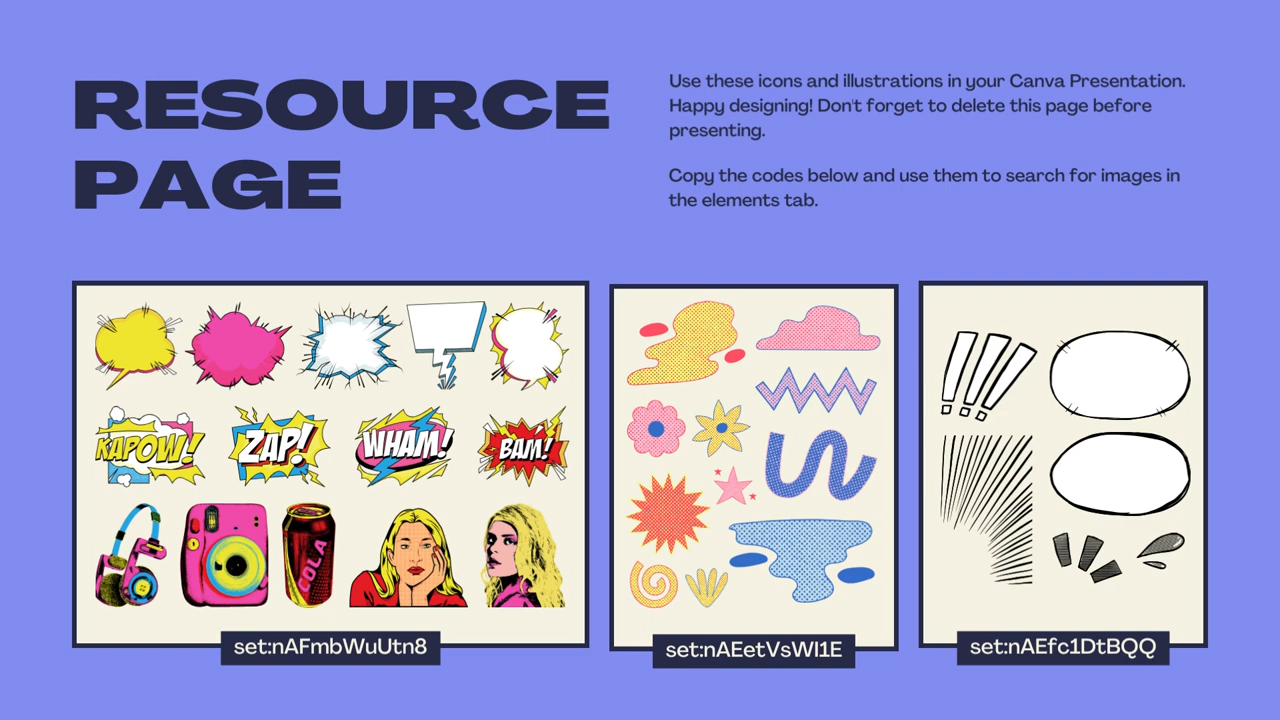 RESOURCE
PAGE
Use these icons and illustrations in your Canva Presentation.
Happy designing! Don't forget to delete this page before
presenting.
Copy the codes below and use them to search for images in
the elements tab.
KAPOW!
ZAP!
WHAM!
BAM!
COLA
set:nAFmbWuUtn8
set:nAEetVsWI1E
set:nAEfc1DtBQQ